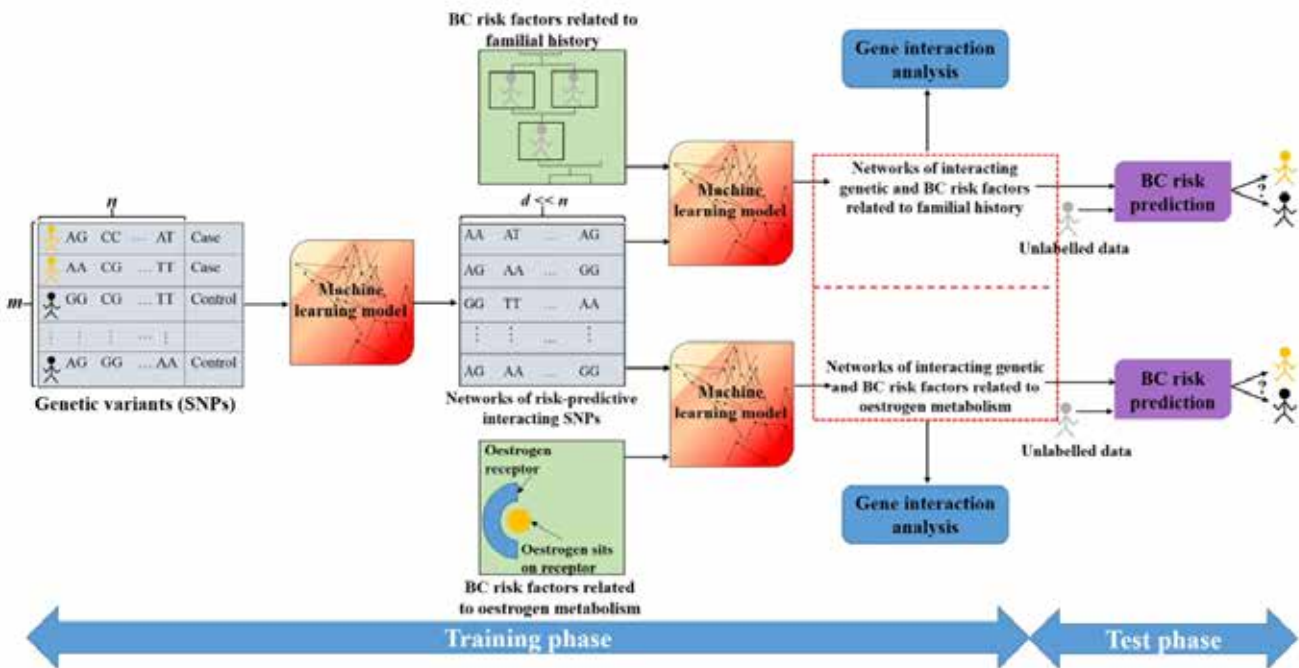 BC risk factors related to
familial history
Gene interaction
analysis
n
AG CC ... AT Case
AA CG ... TT Case
GG CG ... TT Control
⋮ ⋮ ⋮ ... ⋮
AG GG ... AA Control
m
Genetic variants (SNPs)
Machine
learning model
d << n
AA AT ... AG
AG AA ... GG
GG TT ... AA
⋮ ⋮ ... ⋮
AG AA ... GG
Networks of risk-predictive
interacting SNPs
Machine
learning model
Networks of interacting
genetic and BC risk factors
related to familial history
Unlabelled data
BC risk
prediction
?
Machine
learning model
Networks of interacting genetic
and BC risk factors related to
oestrogen metabolism
Unlabelled data
BC risk
prediction
?
Oestrogen
receptor
Oestrogen sits
on receptor
BC risk factors related
to oestrogen metabolism
Gene interaction
analysis
Training phase
Test phase